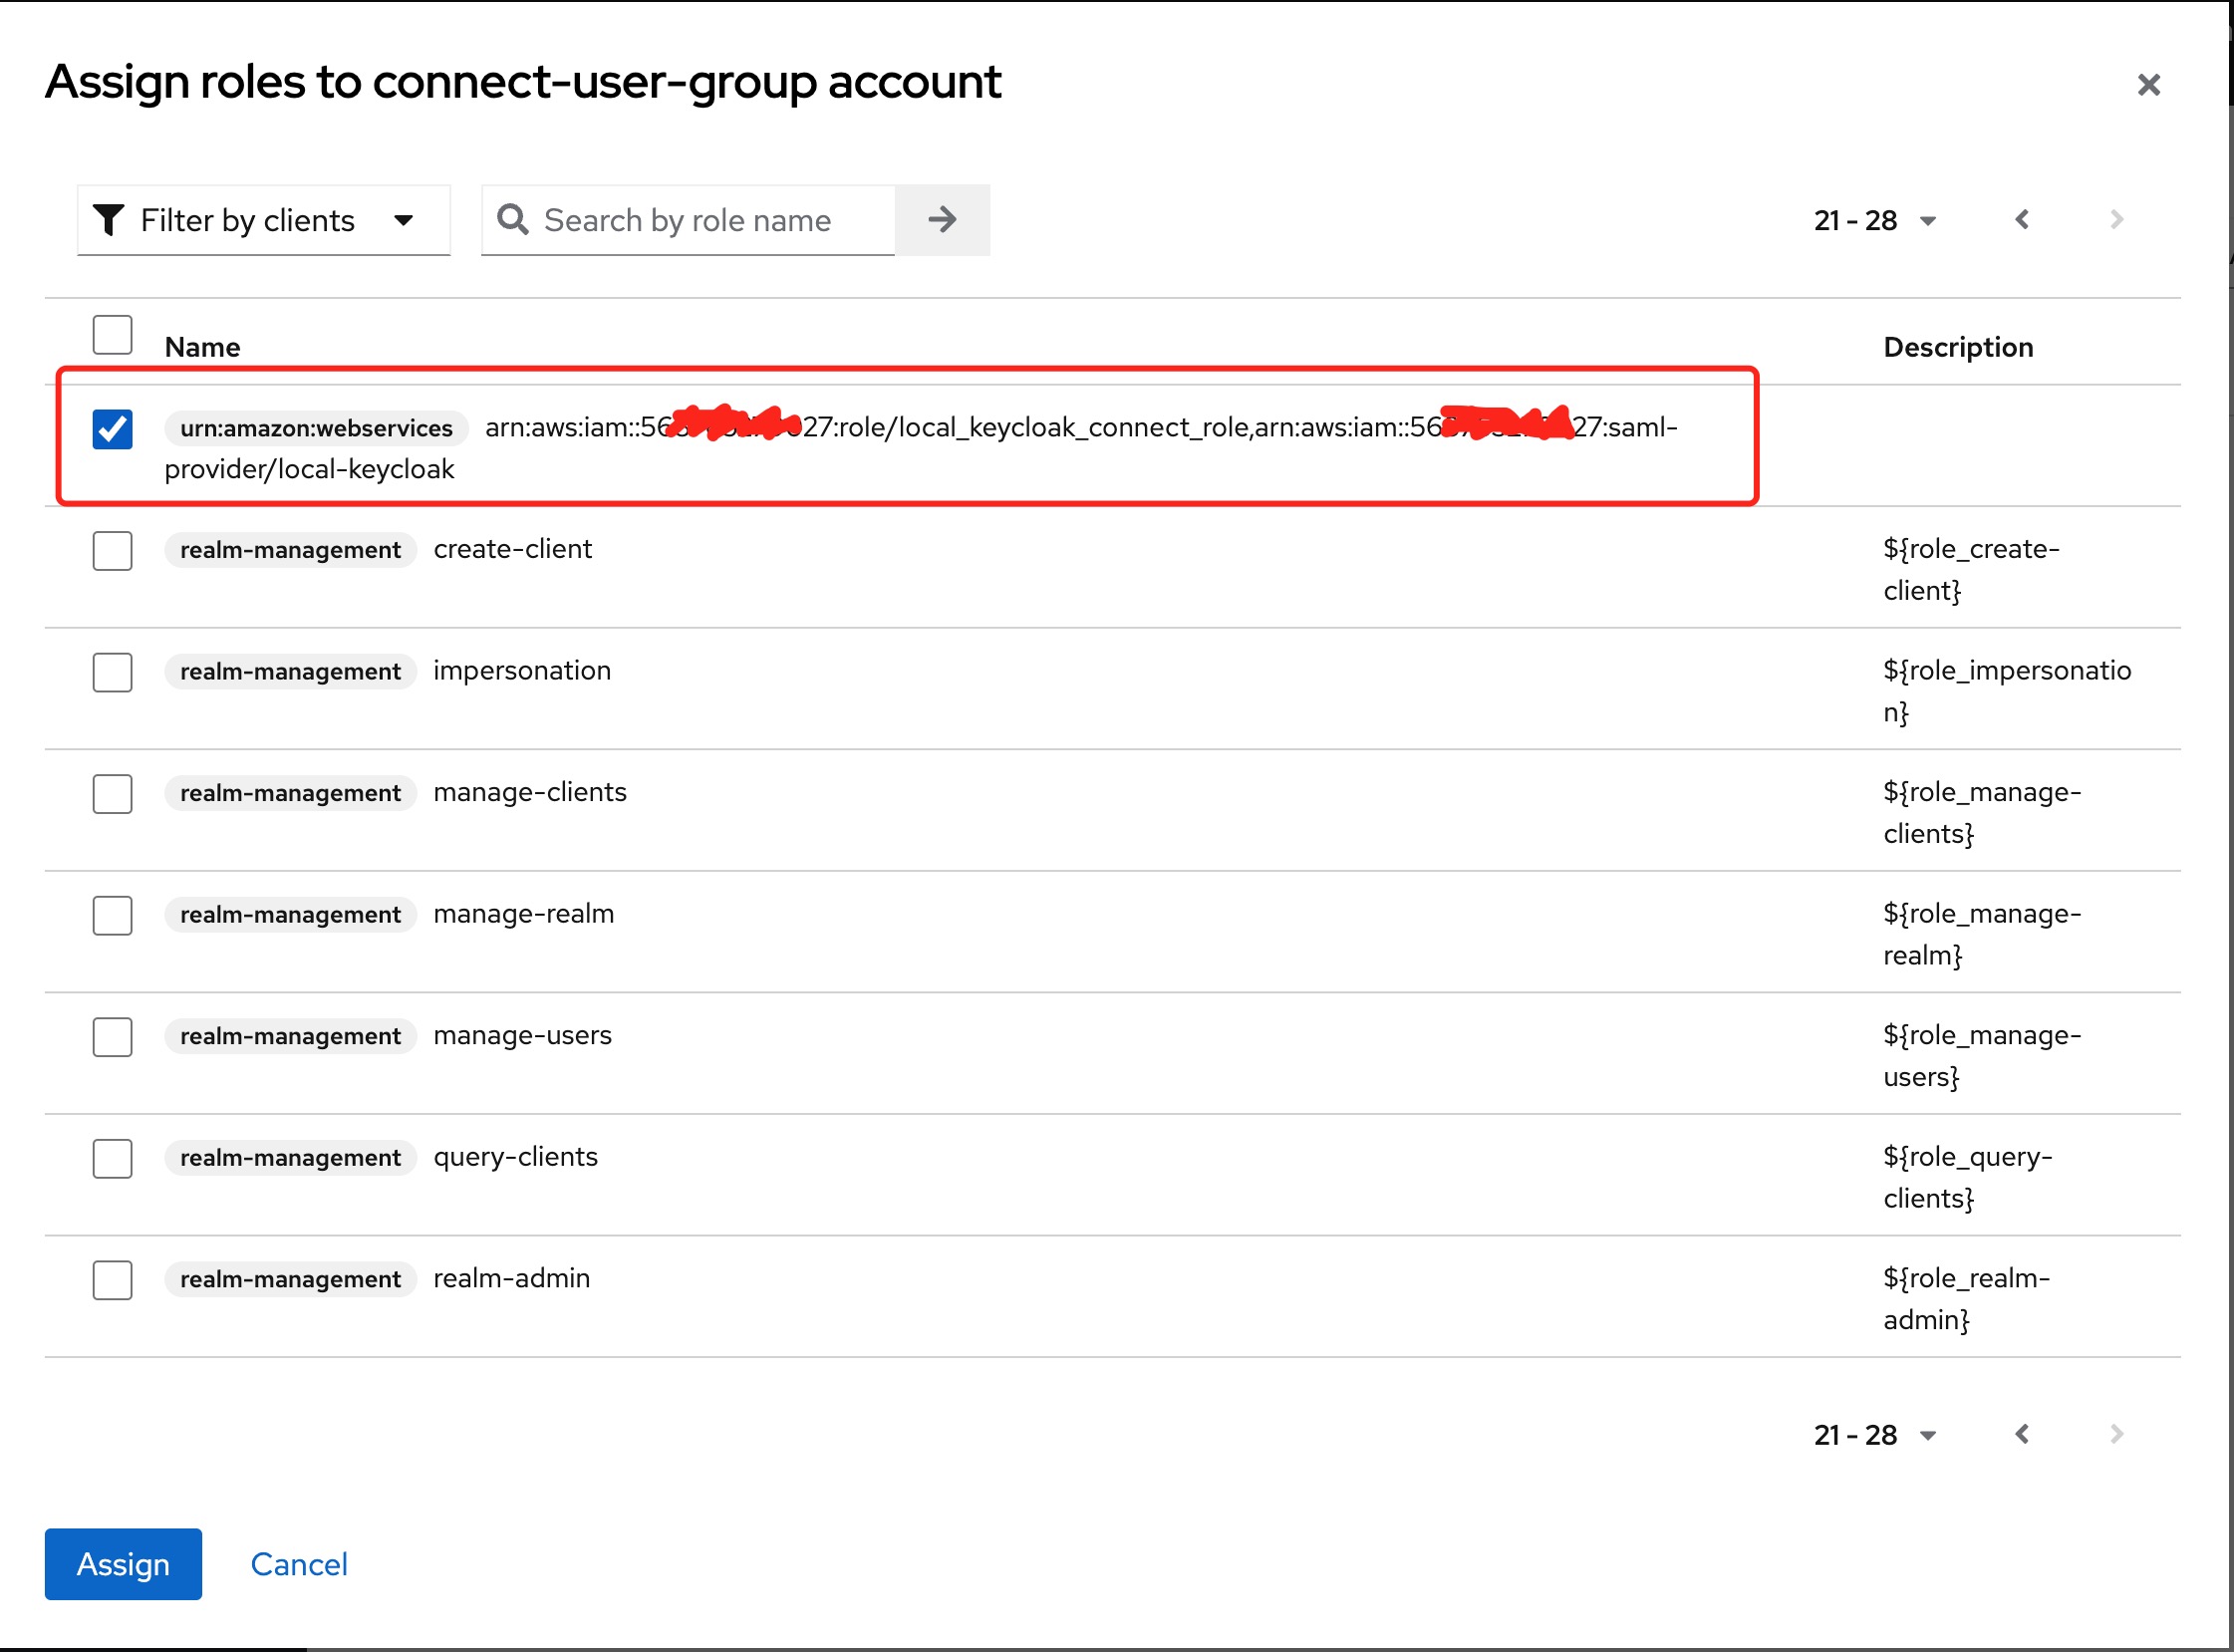 Assign roles to connect-user-group account
Filter by clients
Search by role name
21 - 28
Name
Description
urn:amazon:webservices arn:aws:iam::56 27:role/local_keycloak_connect_role,arn:aws:iam::56 27:saml-
provider/local-keycloak
realm-management create-client
${role_create-
client}
realm-management impersonation
${role_impersonatio
n}
realm-management manage-clients
${role_manage-
clients}
realm-management manage-realm
${role_manage-
realm}
realm-management manage-users
${role_manage-
users}
realm-management query-clients
${role_query-
clients}
realm-management realm-admin
${role_realm-
admin}
21 - 28
Assign
Cancel